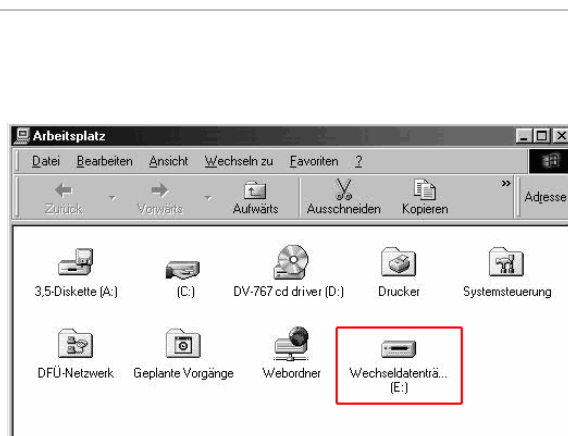 Arbeitsplatz
Datei Bearbeiten Ansicht Wechseln zu Favoriten ?
Zurück Vorwärts Aufwärts Ausschneiden Kopieren » Adresse
3,5-Diskette (A:) (C:) DV-767 cd driver (D:) Drucker Systemsteuerung
DFÜ-Netzwerk Geplante Vorgänge Webordner Wechseldatenträ...
(E:)